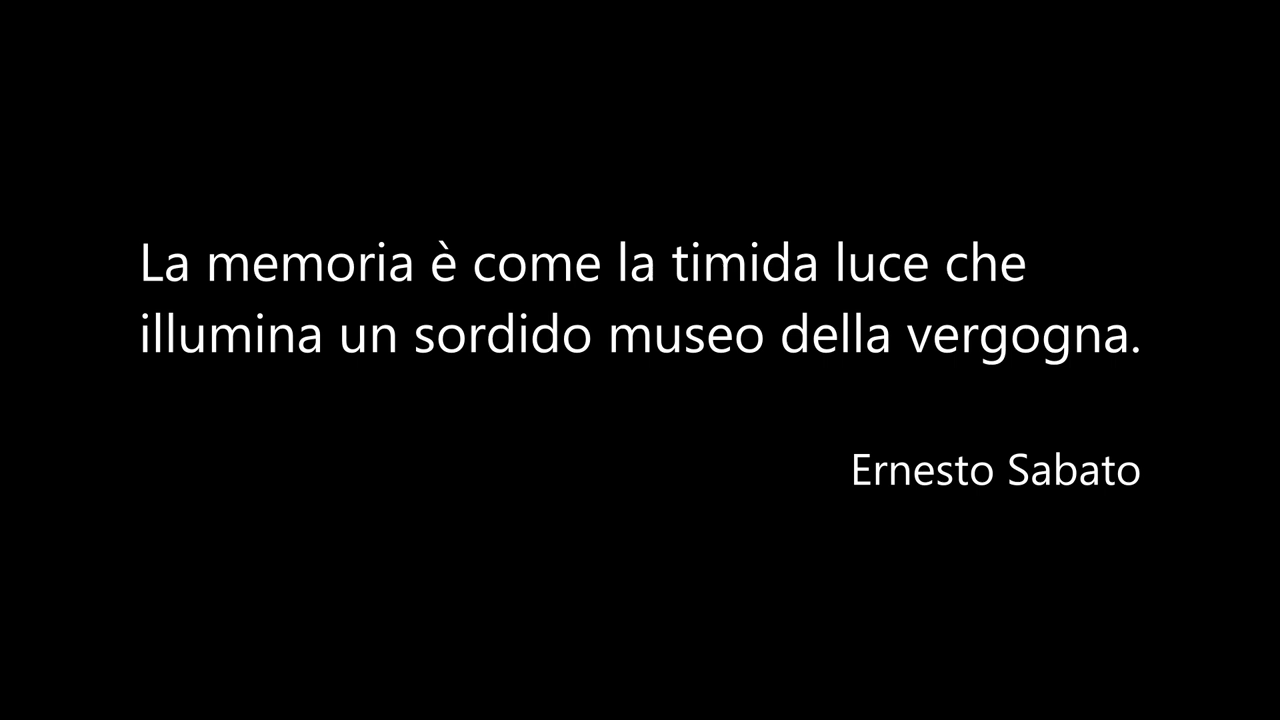 La memoria è come la timida luce che
illumina un sordido museo della vergogna.
Ernesto Sabato